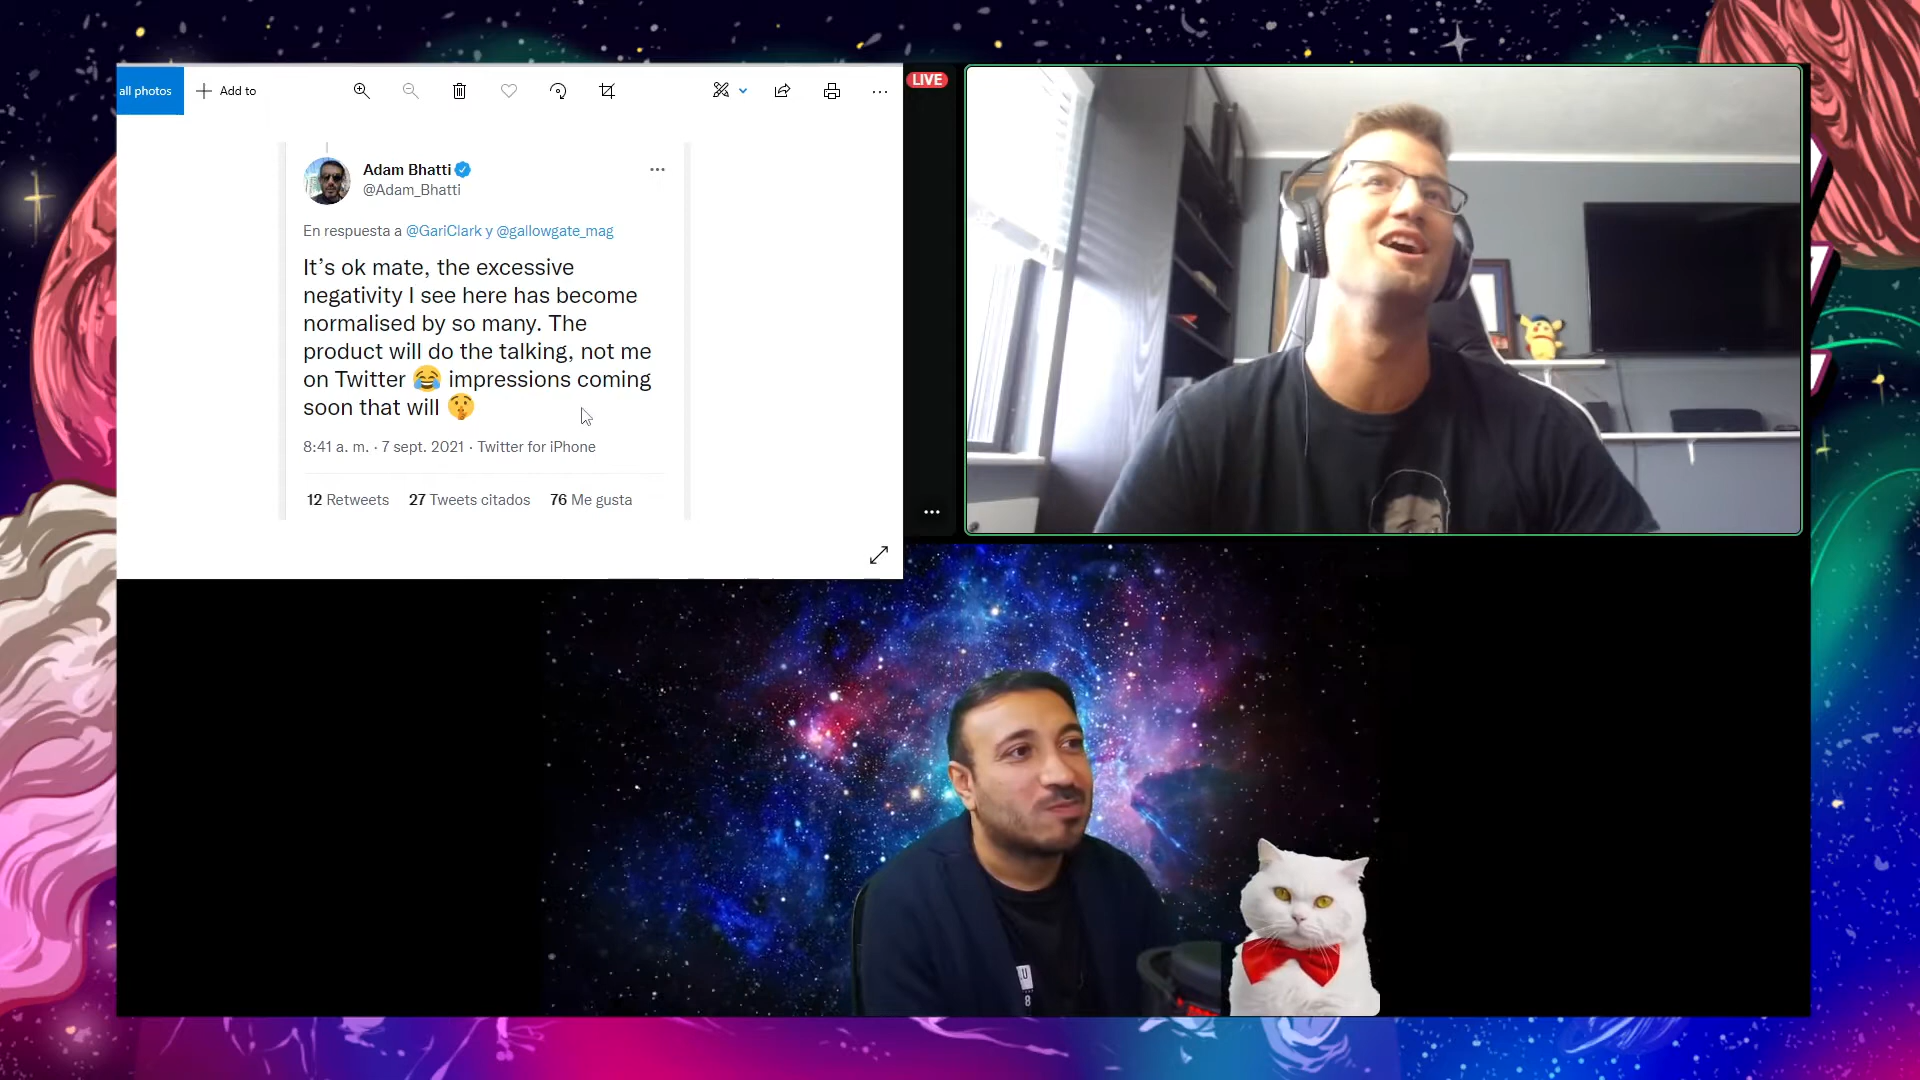 all photos
Add to
LIVE
Adam Bhatti
@Adam_Bhatti
En respuesta a @GariClark y @gallowgate_mag
It’s ok mate, the excessive
negativity I see here has become
normalised by so many. The
product will do the talking, not me
on Twitter 😂 impressions coming
soon that will 🤫
8:41 a. m. · 7 sept. 2021 · Twitter for iPhone
12 Retweets 27 Tweets citados 76 Me gusta
U
8